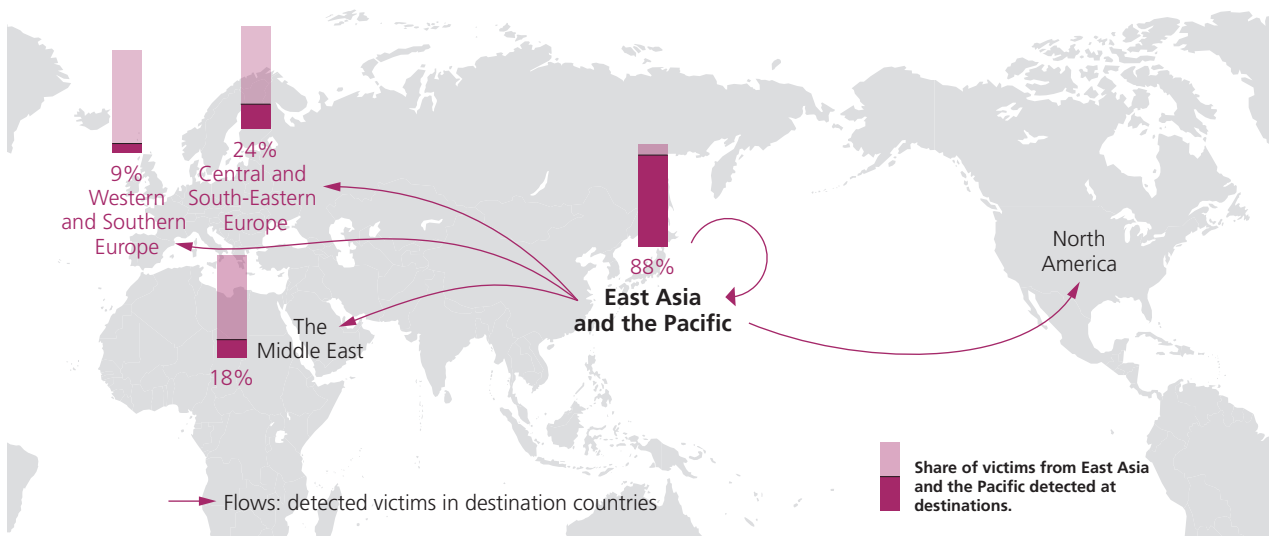 24%
Central and
South-Eastern
Europe
9%
Western
and Southern
Europe
88%
East Asia
and the Pacific
North
America
The
Middle East
18%
Share of victims from East Asia
and the Pacific detected at
destinations.
Flows: detected victims in destination countries